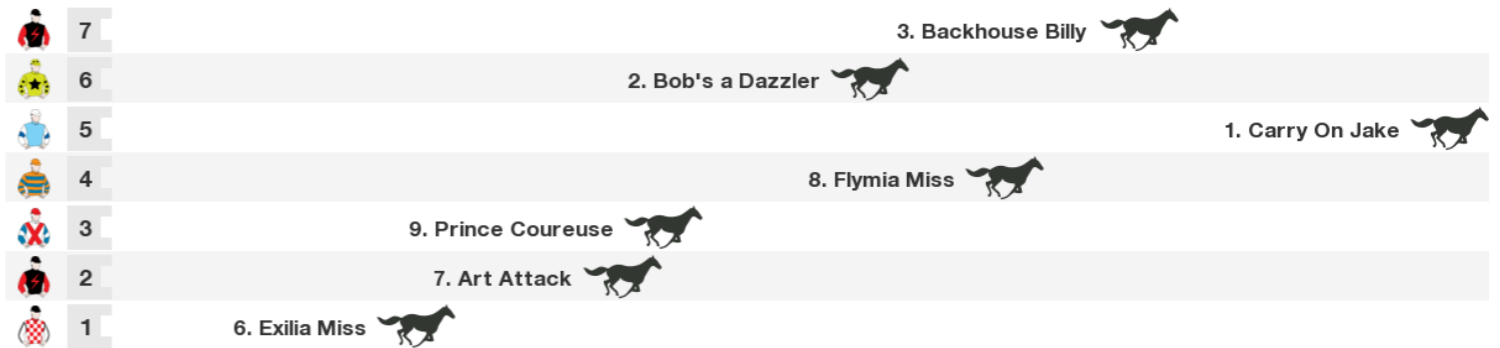 7 3. Backhouse Billy
6 2. Bob's a Dazzler
5 1. Carry On Jake
4 8. Flymia Miss
3 9. Prince Coureuse
2 7. Art Attack
1 6. Exilia Miss